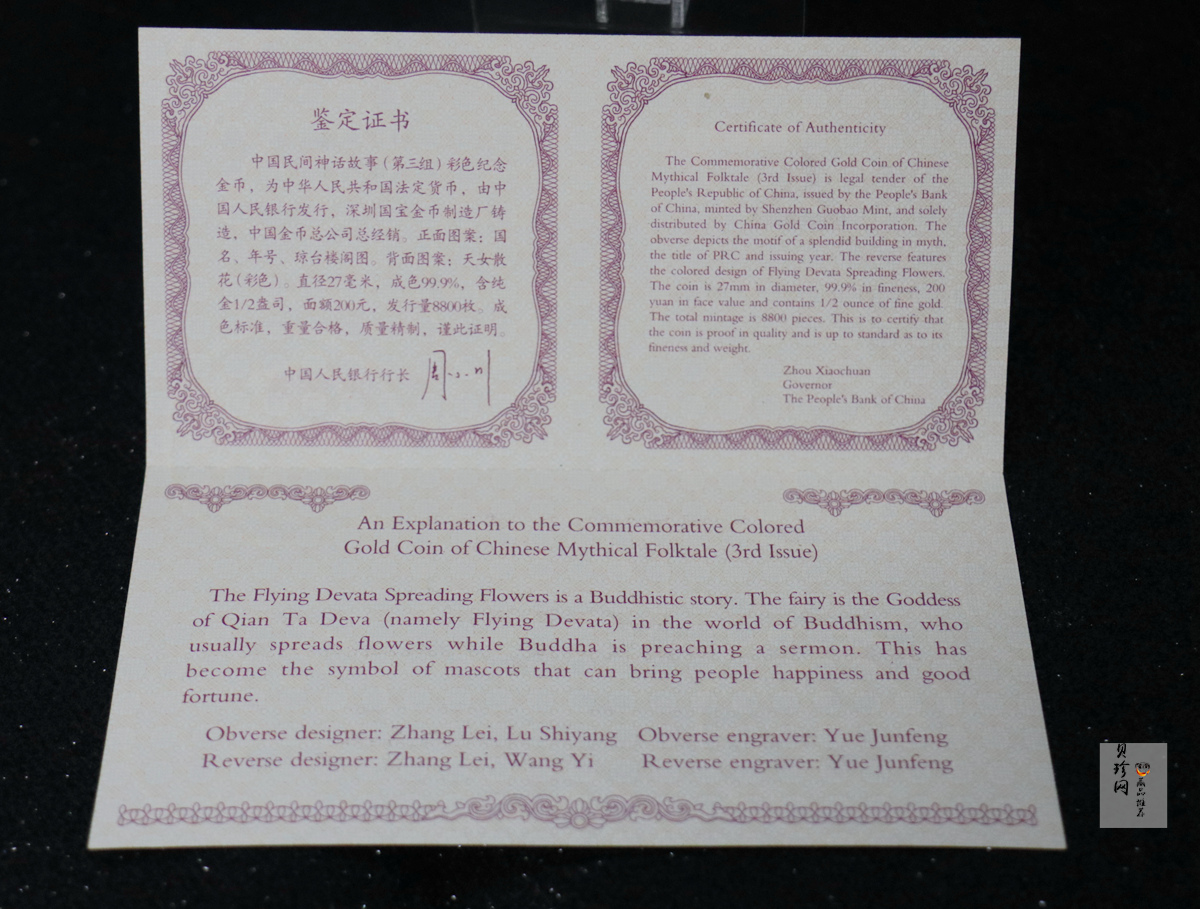 鉴定证书
中国民间神话故事（第三组）彩色纪念
金币，为中华人民共和国法定货币，由中
国人民银行发行，深圳国宝金币制造厂铸
造，中国金币总公司总经销。正面图案：国
名、年号、琼台楼阁图。背面图案：天女散
花（彩色）。直径27毫米，成色99.9%，含纯
金1/2盎司，面额200元，发行量8800枚。成
色标准，重量合格，质量精制、谨此证明。
中国人民银行行长
Certificate of Authenticity
The Commemorative Colored Gold Coin of Chinese
Mythical Folktale (3rd Issue) is legal tender of the
People's Republic of China, issued by the People's Bank
of China, minted by Shenzhen Guobao Mint, and solely
distributed by China Gold Coin Incorporation. The
obverse depicts the motif of a splendid building in myth,
the title of PRC and issuing year. The reverse features
the colored design of Flying Devata Spreading Flowers.
The coin is 27mm in diameter, 99.9% in fineness, 200
yuan in face value and contains 1/2 ounce of fine gold.
The total mintage is 8800 pieces. This is to certify that
the coin is proof in quality and is up to standard as to its
fineness and weight.
Zhou Xiaochuan
Governor
The People's Bank of China
An Explanation to the Commemorative Colored
Gold Coin of Chinese Mythical Folktale (3rd Issue)
The Flying Devata Spreading Flowers is a Buddhistic story. The fairy is the Goddess
of Qian Ta Deva (namely Flying Devata) in the world of Buddhism, who
usually spreads flowers while Buddha is preaching a sermon. This has
become the symbol of mascots that can bring people happiness and good
fortune.
Obverse designer: Zhang Lei, Lu Shiyang Obverse engraver: Yue Junfeng
Reverse designer: Zhang Lei, Wang Yi Reverse engraver: Yue Junfeng
贝珍网